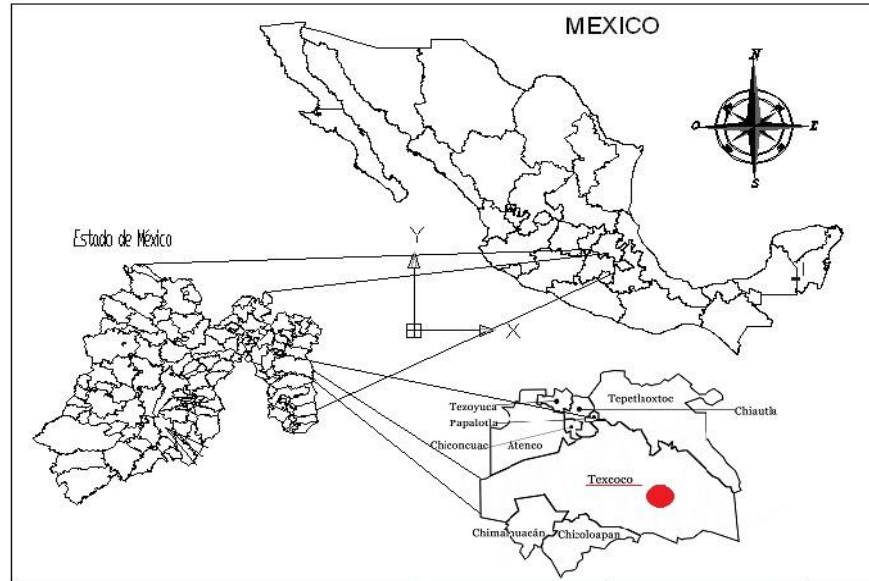 MEXICO
N
O
E
S
Estado de México
Y
X
Tepetlaoxtoc
Tezoyuca
Chiautla
Papalotla
Chiconcuac
Atenco
Texcoco
Chimalhuacán
Chicoloapan